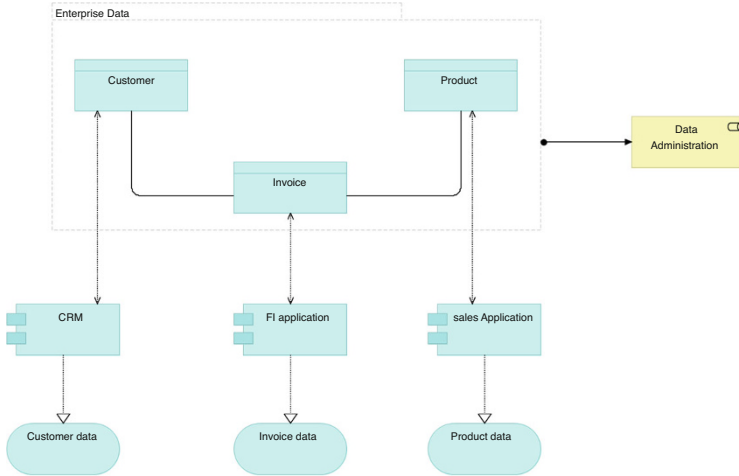 Enterprise Data
Customer
Product
Data
Administration
Invoice
CRM
FI application
sales Application
Customer data
Invoice data
Product data